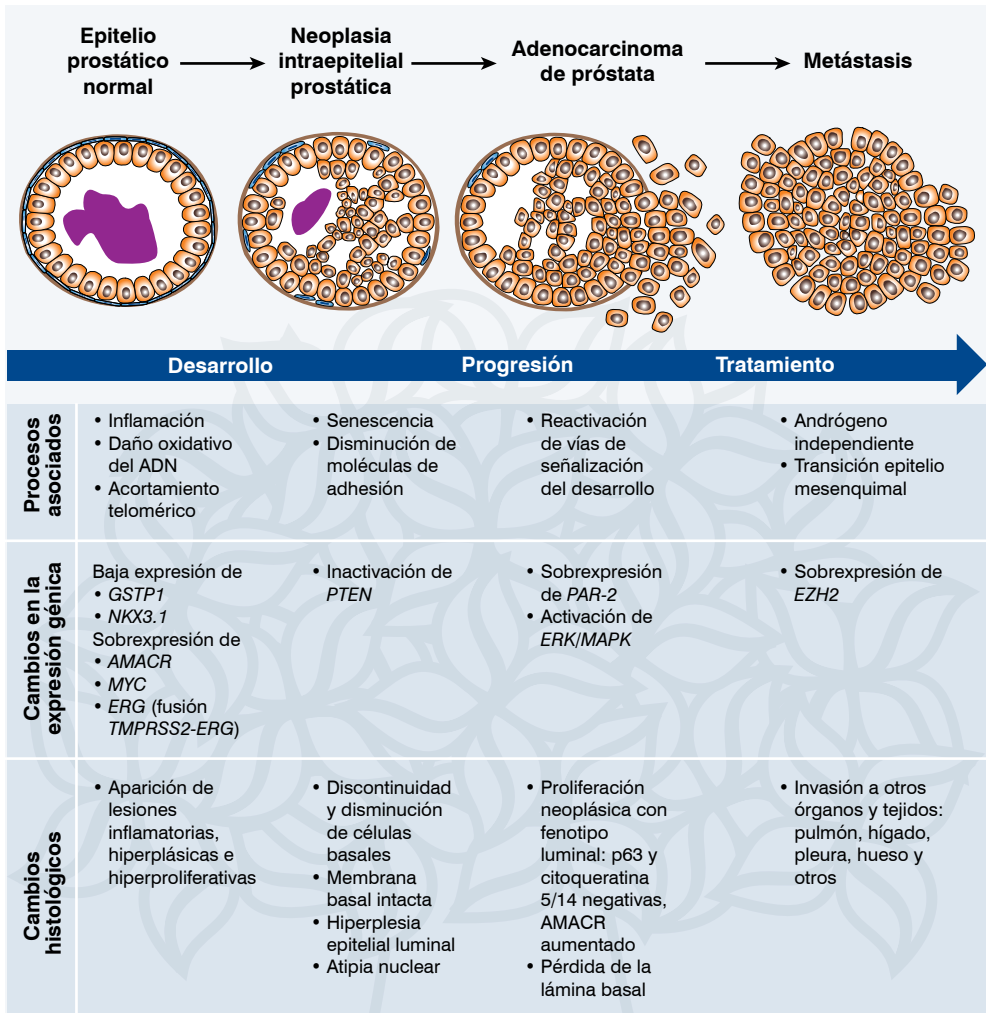 Epitelio
prostático
normal
Neoplasia
intraepitelial
prostática
Adenocarcinoma
de próstata
Metástasis
Desarrollo
Progresión
Tratamiento
Procesos
asociados
• Inflamación
• Daño oxidativo
del ADN
• Acortamiento
telomérico
• Senescencia
• Disminución de
moléculas de
adhesión
• Reactivación
de vías de
señalización
del desarrollo
• Andrógeno
independiente
• Transición epitelio
mesenquimal
Cambios en la
expresión génica
Baja expresión de
• GSTP1
• NKX3.1
Sobrexpresión de
• AMACR
• MYC
• ERG (fusión
TMPRSS2-ERG)
• Inactivación de
PTEN
• Sobrexpresión
de PAR-2
• Activación de
ERK/MAPK
• Sobrexpresión de
EZH2
Cambios
histológicos
• Aparición de
lesiones
inflamatorias,
hiperplásicas e
hiperproliferativas
• Discontinuidad
y disminución
de células
basales
• Membrana
basal intacta
• Hiperplesia
epitelial luminal
• Atipia nuclear
• Proliferación
neoplásica con
fenotipo
luminal: p63 y
citoqueratina
5/14 negativas,
AMACR
aumentado
• Pérdida de la
lámina basal
• Invasión a otros
órganos y tejidos:
pulmón, hígado,
pleura, hueso y
otros